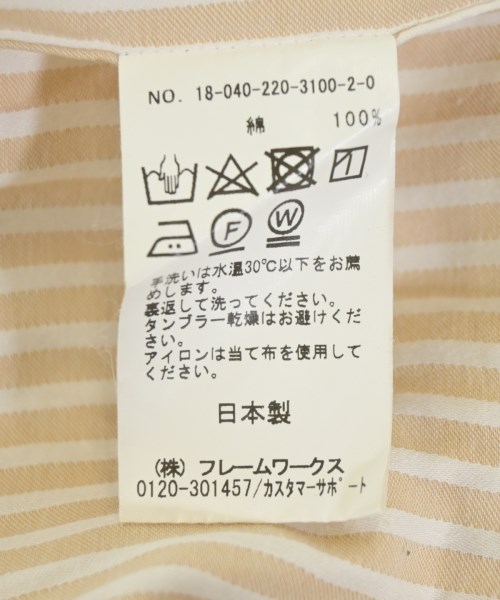 NO. 18-040-220-3100-2-0
綿 100%
F W
手洗いは水温30℃以下をお薦
めします。
裏返して洗ってください。
タンブラー乾燥はお避けくだ
さい。
アイロンは当て布を使用して
ください。
日本製
(株) フレームワークス
0120-301457/カスタマーサポート